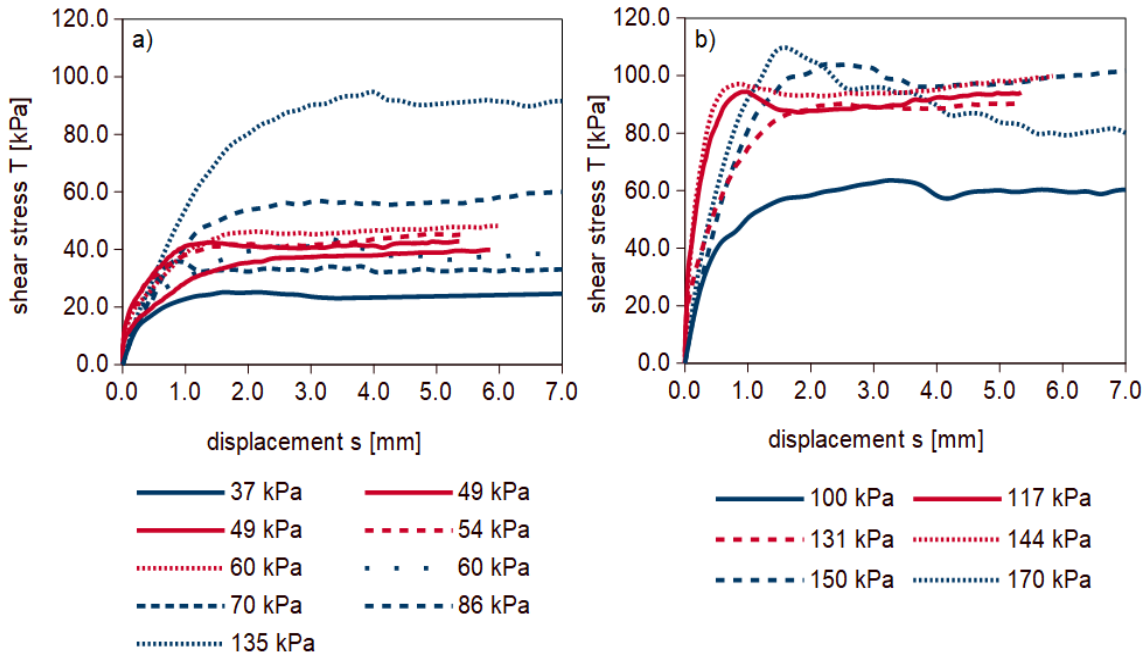 a)
120.0
100.0
80.0
60.0
40.0
20.0
0.0
shear stress T [kPa]
0.0 1.0 2.0 3.0 4.0 5.0 6.0 7.0
displacement s [mm]
37 kPa 49 kPa
49 kPa 54 kPa
60 kPa 60 kPa
70 kPa 86 kPa
135 kPa
b)
120.0
100.0
80.0
60.0
40.0
20.0
0.0
shear stress T [kPa]
0.0 1.0 2.0 3.0 4.0 5.0 6.0 7.0
displacement s [mm]
100 kPa 117 kPa
131 kPa 144 kPa
150 kPa 170 kPa